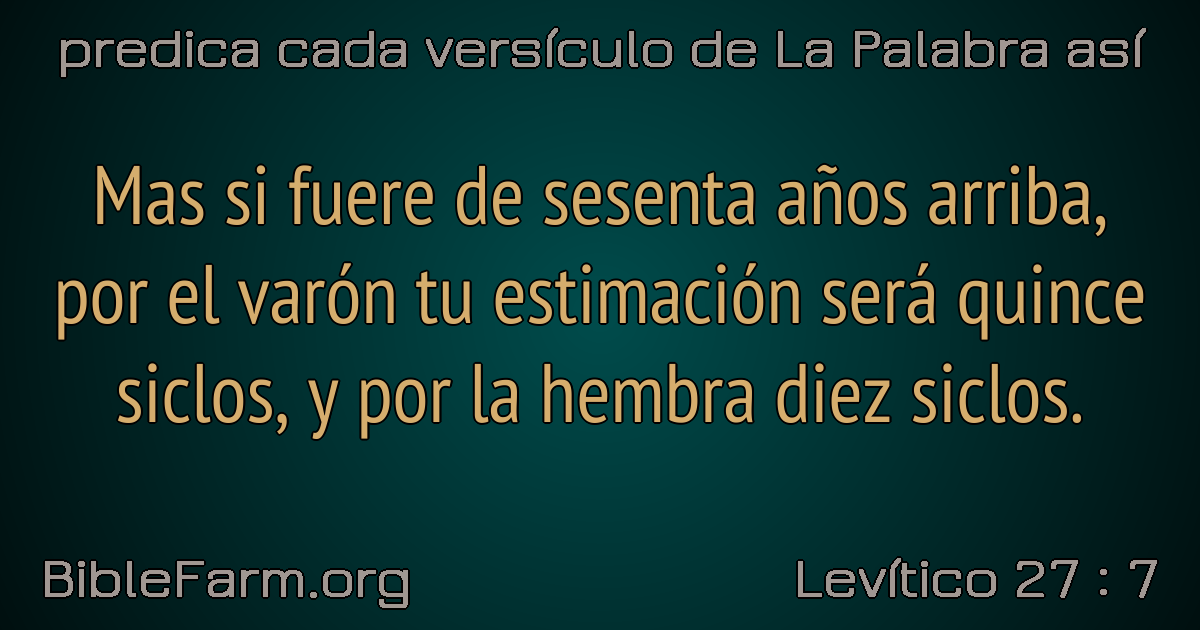 predica cada versículo de La Palabra así
Mas si fuere de sesenta años arriba,
por el varón tu estimación será quince
siclos, y por la hembra diez siclos.
BibleFarm.org
Levítico 27 : 7